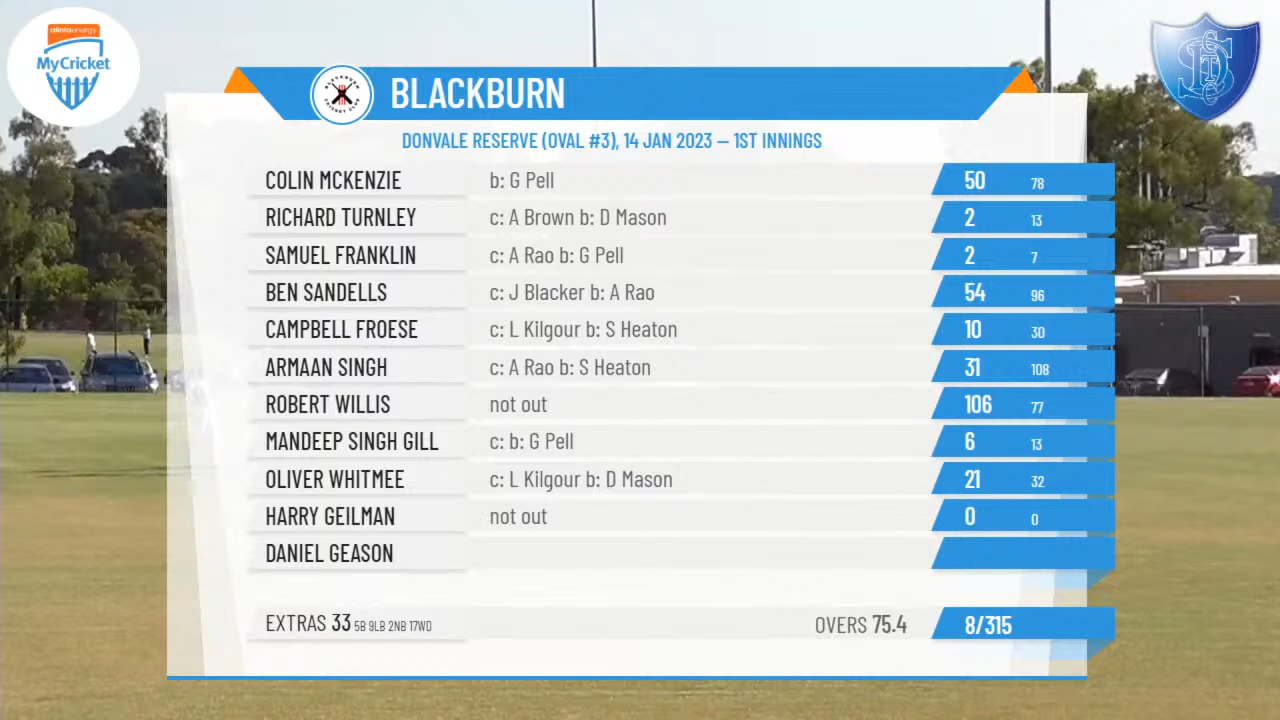 alintaenergy
MyCricket
BLACKBURN
DONVALE RESERVE (OVAL #3), 14 JAN 2023 – 1ST INNINGS
COLIN MCKENZIE b: G Pell 50 78
RICHARD TURNLEY c: A Brown b: D Mason 2 13
SAMUEL FRANKLIN c: A Rao b: G Pell 2 7
BEN SANDELLS c: J Blacker b: A Rao 54 96
CAMPBELL FROESE c: L Kilgour b: S Heaton 10 30
ARMAAN SINGH c: A Rao b: S Heaton 31 108
ROBERT WILLIS not out 106 77
MANDEEP SINGH GILL c: b: G Pell 6 13
OLIVER WHITMEE c: L Kilgour b: D Mason 21 32
HARRY GEILMAN not out 0 0
DANIEL GEASON
EXTRAS 33 5B 9LB 2NB 17WD OVERS 75.4 8/315